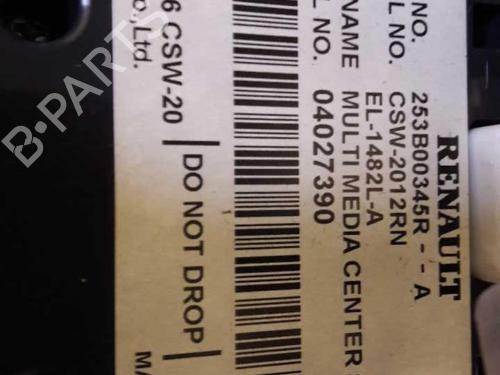 RENAULT
NO. 253B00345R - - A
L NO. CSW-2012RN
EL-1482L-A
NAME MULTI MEDIA CENTER
L NO. 04027390
6 CSW-20 DO NOT DROP
o., Ltd.
MA
B-PARTS